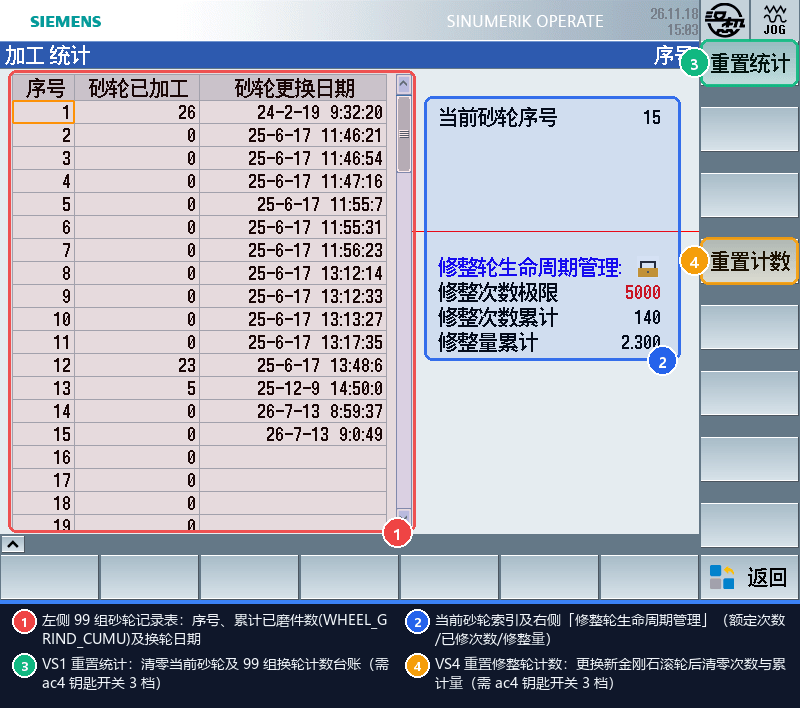 SIEMENS
SINUMERIK OPERATE
26.11.18
15:03
JOG
加工 统计
序号
3
重置统计
序号 砂轮已加工 砂轮更换日期
1 26 24-2-19 9:32:20
2 0 25-6-17 11:46:21
3 0 25-6-17 11:46:54
4 0 25-6-17 11:47:16
5 0 25-6-17 11:55:7
6 0 25-6-17 11:55:31
7 0 25-6-17 11:56:23
8 0 25-6-17 13:12:14
9 0 25-6-17 13:12:33
10 0 25-6-17 13:13:27
11 0 25-6-17 13:17:35
12 23 25-6-17 13:48:6
13 5 25-12-9 14:50:0
14 0 26-7-13 8:59:37
15 0 26-7-13 9:0:49
16 0
17 0
18 0
19 0
1
当前砂轮序号 15
修整轮生命周期管理:
修整次数极限 5000
修整次数累计 140
修整量累计 2.300
2
4
重置计数
返回
1 左侧 99 组砂轮记录表：序号、累计已磨件数(WHEEL_G
RIND_CUMU)及换轮日期
2 当前砂轮索引及右侧「修整轮生命周期管理」（额定次数
/已修次数/修整量）
3 VS1 重置统计：清零当前砂轮及 99 组换轮计数台账（需
ac4 钥匙开关 3 档）
4 VS4 重置修整轮计数：更换新金刚石滚轮后清零次数与累
计量（需 ac4 钥匙开关 3 档）